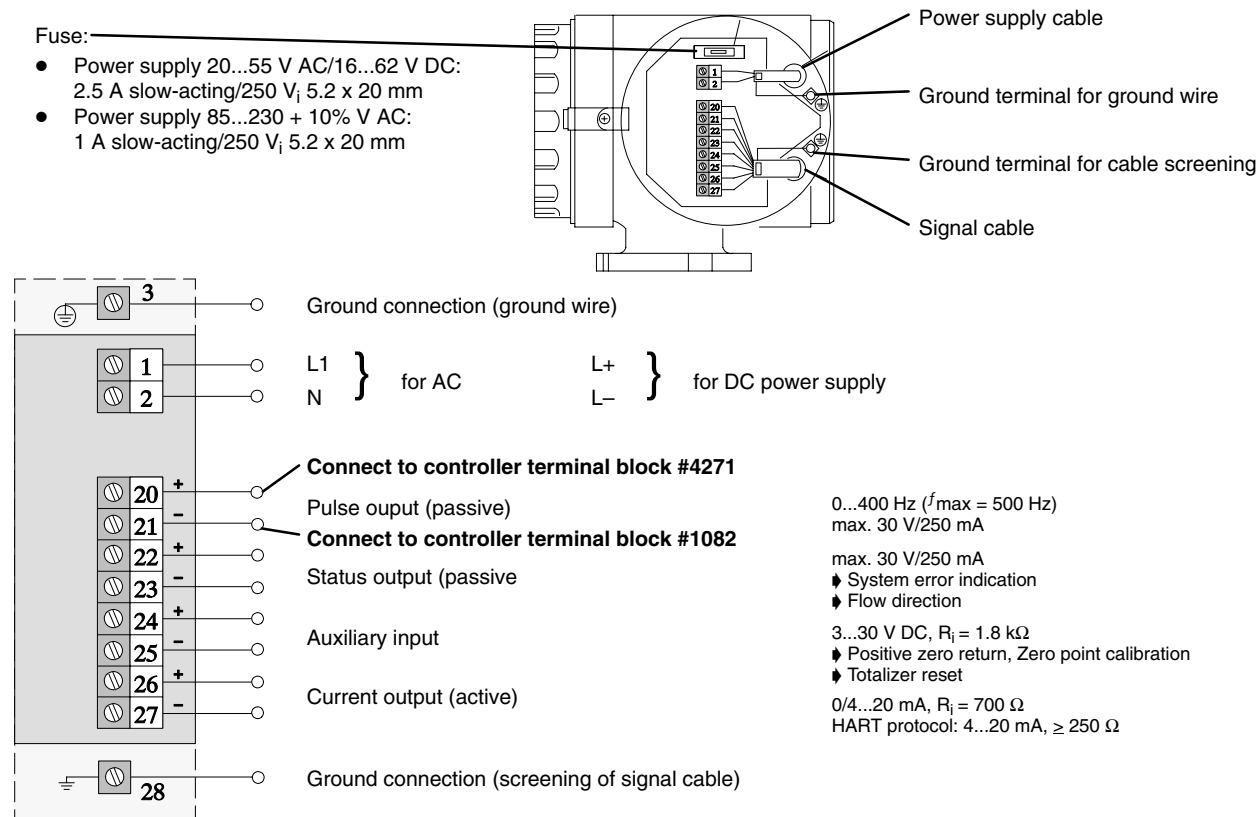 Fuse:
● Power supply 20...55 V AC/16...62 V DC:
2.5 A slow-acting/250 Vi 5.2 x 20 mm
● Power supply 85...230 + 10% V AC:
1 A slow-acting/250 Vi 5.2 x 20 mm
Power supply cable
Ground terminal for ground wire
Ground terminal for cable screening
Signal cable
1
2
20
21
22
23
24
25
26
27
3 Ground connection (ground wire)
1 L1 } for AC L+ } for DC power supply
2 N L–
Connect to controller terminal block #4271
20 +
Pulse ouput (passive) 0...400 Hz (fmax = 500 Hz)
max. 30 V/250 mA
21 –
Connect to controller terminal block #1082
22 +
Status output (passive max. 30 V/250 mA
➧ System error indication
➧ Flow direction
23 –
24 +
Auxiliary input 3...30 V DC, Ri = 1.8 kΩ
➧ Positive zero return, Zero point calibration
➧ Totalizer reset
25 –
26 +
Current output (active) 0/4...20 mA, Ri = 700 Ω
HART protocol: 4...20 mA, ≥ 250 Ω
27 –
28 Ground connection (screening of signal cable)